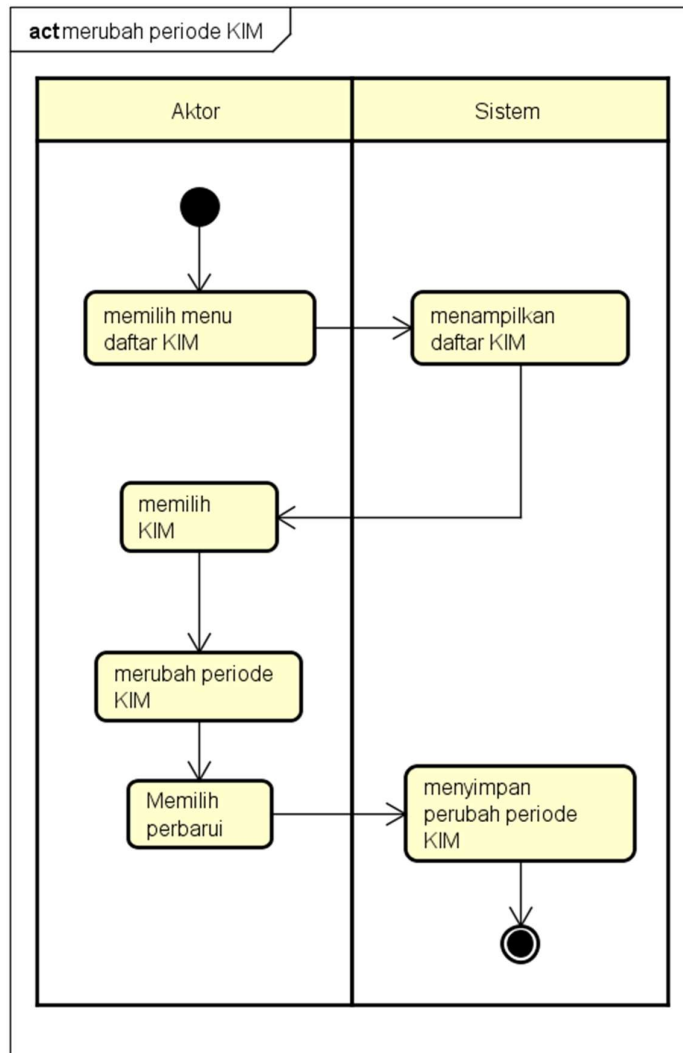 act merubah periode KIM
Aktor
Sistem
memilih menu
daftar KIM
menampilkan
daftar KIM
memilih
KIM
merubah periode
KIM
Memilih
perbarui
menyimpan
perubah periode
KIM